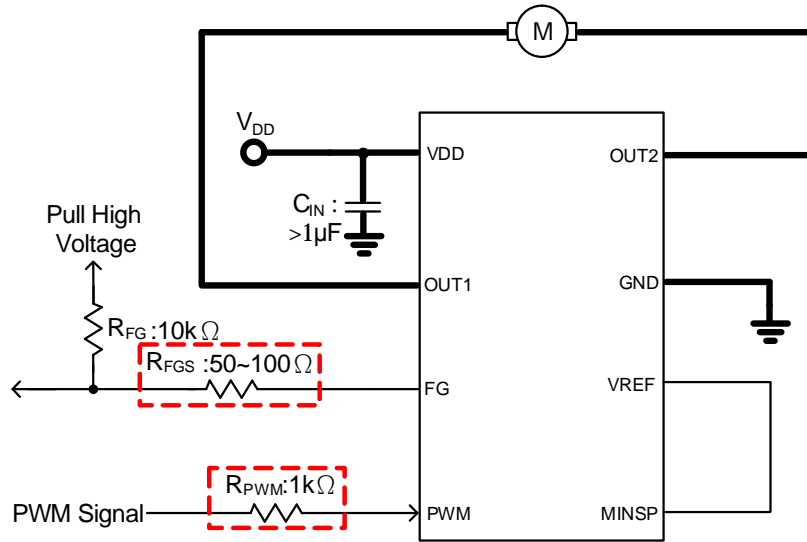 M
VDD
VDD
OUT2
CIN :
>1µF
Pull High
Voltage
OUT1
GND
RFG:10kΩ
RFGS :50~100Ω
FG
VREF
RPWM:1kΩ
PWM Signal
PWM
MINSP